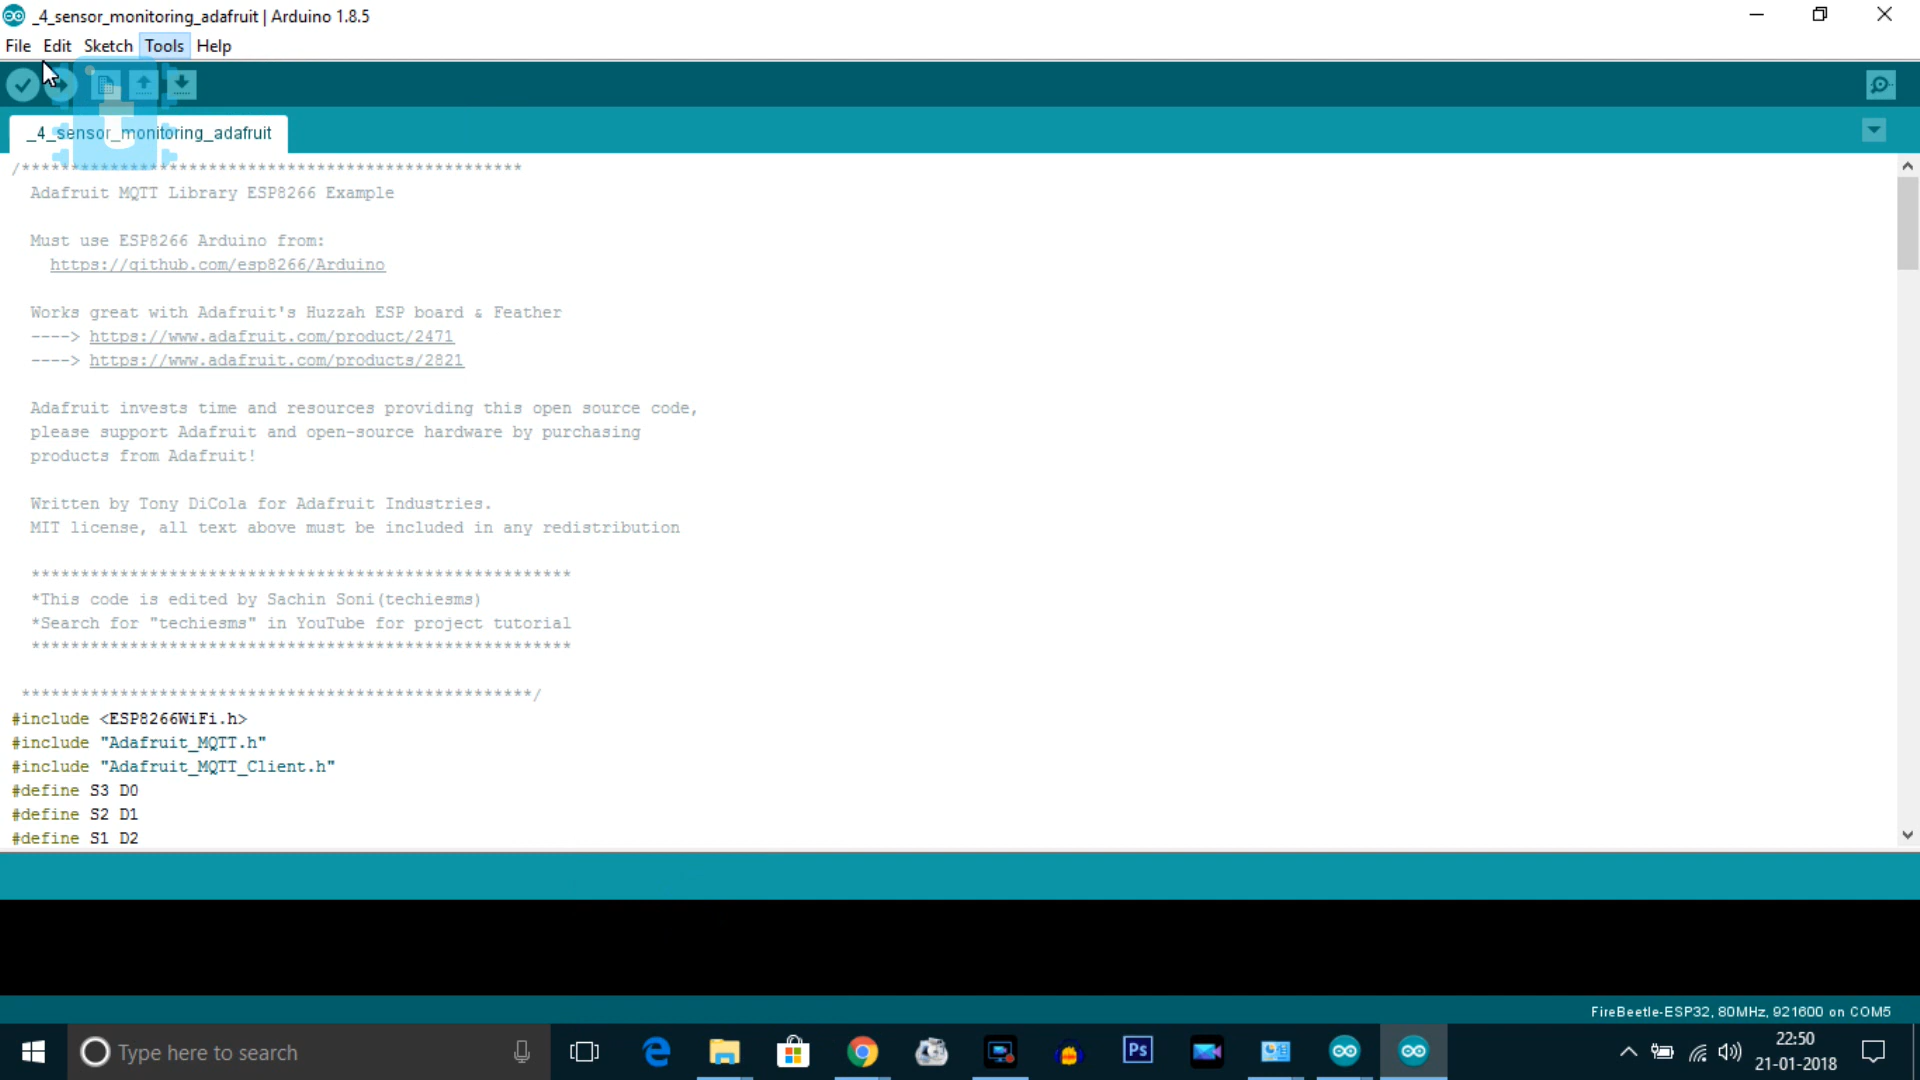 _4_sensor_monitoring_adafruit | Arduino 1.8.5
File Edit Sketch Tools Help
_4_sensor_monitoring_adafruit
/***************************************************
Adafruit MQTT Library ESP8266 Example
Must use ESP8266 Arduino from:
https://github.com/esp8266/Arduino
Works great with Adafruit's Huzzah ESP board & Feather
----> https://www.adafruit.com/product/2471
----> https://www.adafruit.com/products/2821
Adafruit invests time and resources providing this open source code,
please support Adafruit and open-source hardware by purchasing
products from Adafruit!
Written by Tony DiCola for Adafruit Industries.
MIT license, all text above must be included in any redistribution
*******************************************************
*This code is edited by Sachin Soni(techiesms)
*Search for "techiesms" in YouTube for project tutorial
*******************************************************
****************************************************/
#include <ESP8266WiFi.h>
#include "Adafruit_MQTT.h"
#include "Adafruit_MQTT_Client.h"
#define S3 D0
#define S2 D1
#define S1 D2
FireBeetle-ESP32, 80MHz, 921600 on COM5
Type here to search
Ps
22:50
21-01-2018